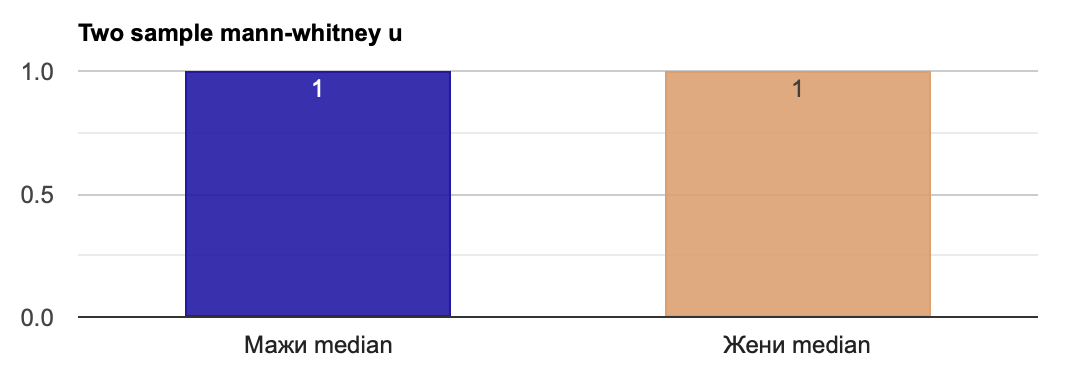 Two sample mann-whitney u
1.0
1
1
0.5
0.0
Мажи median
Жени median